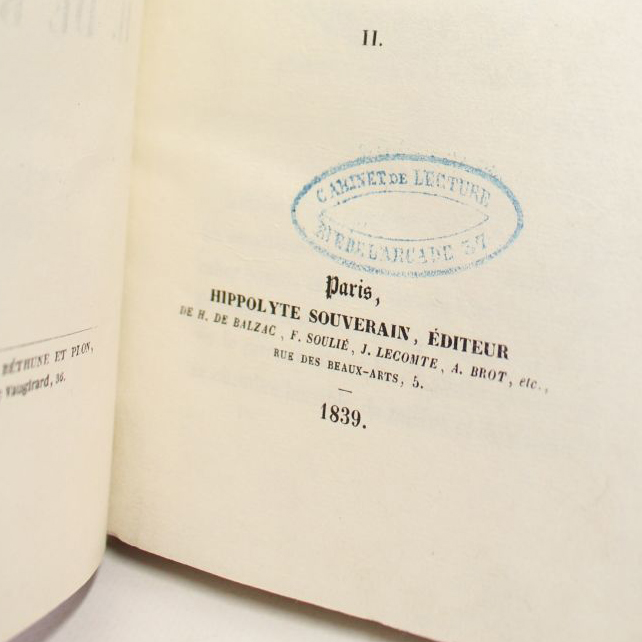 BÉTHUNE ET PLON,
Vaugirard, 36.
II.
CABINET DE LECTURE
RUE DE L'ARCADE 37
Paris,
HIPPOLYTE SOUVERAIN, ÉDITEUR
DE H. DE BALZAC, F. SOULIÉ, J. LECOMTE, A. BROT, etc.,
RUE DES BEAUX-ARTS, 5.
1839.